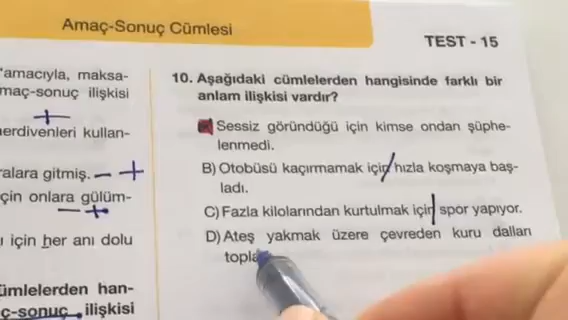 Amaç-Sonuç Cümlesi
TEST - 15
"amacıyla, maksa-
maç-sonuç ilişkisi
nerdivenleri kullan-
ralara gitmiş.
çin onlara gülüm-
ı için her anı dolu
ümlelerden han-
ç-sonuç ilişkisi
10. Aşağıdaki cümlelerden hangisinde farklı bir
anlam ilişkisi vardır?
Sessiz göründüğü için kimse ondan şüphe-
lenmedi.
B) Otobüsü kaçırmamak için hızla koşmaya baş-
ladı.
C) Fazla kilolarından kurtulmak için spor yapıyor.
D) Ateş yakmak üzere çevreden kuru dalları
topla